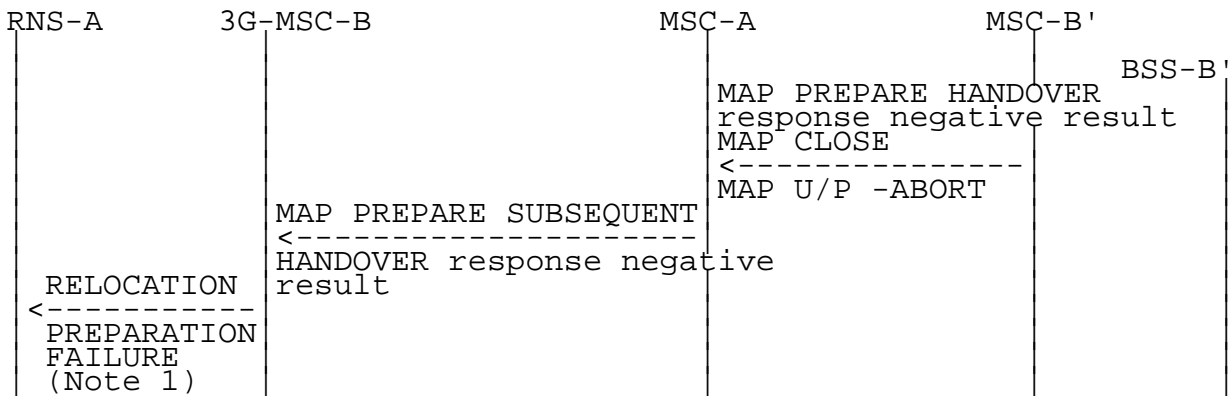 RNS-A 3G-MSC-B MSC-A MSC-B'
BSS-B'
MAP PREPARE HANDOVER
response negative result
MAP CLOSE
<---------------
MAP U/P -ABORT
MAP PREPARE SUBSEQUENT
<---------------------
HANDOVER response negative
result
RELOCATION
<-----------
PREPARATION
FAILURE
(Note 1)